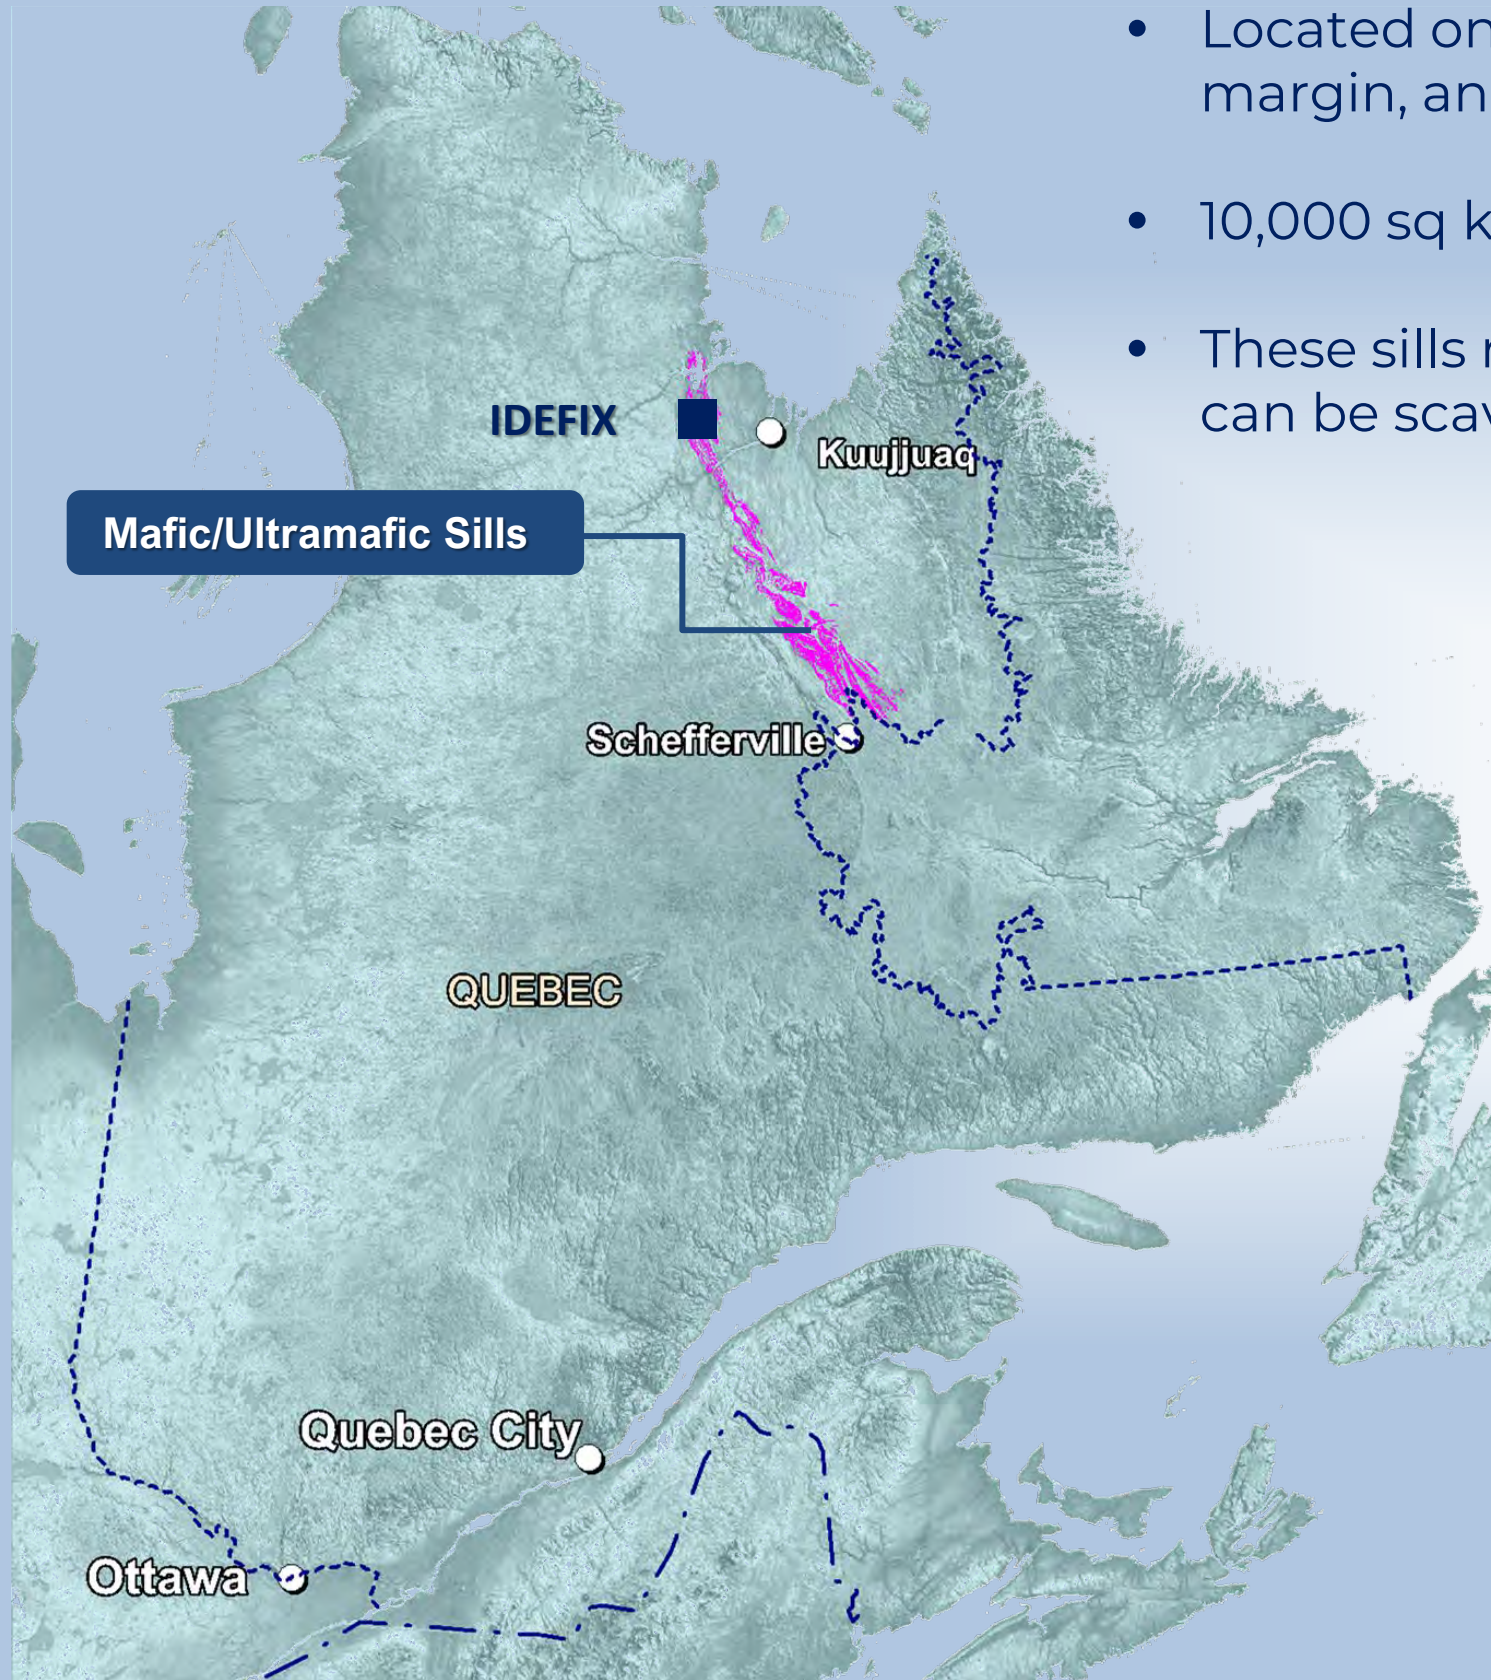 • Located on
margin, an
• 10,000 sq k
• These sills
can be
IDEFIX
Kuujjuaq
Mafic/Ultramafic Sills
Schefferville
QUEBEC
Quebec City
Ottawa